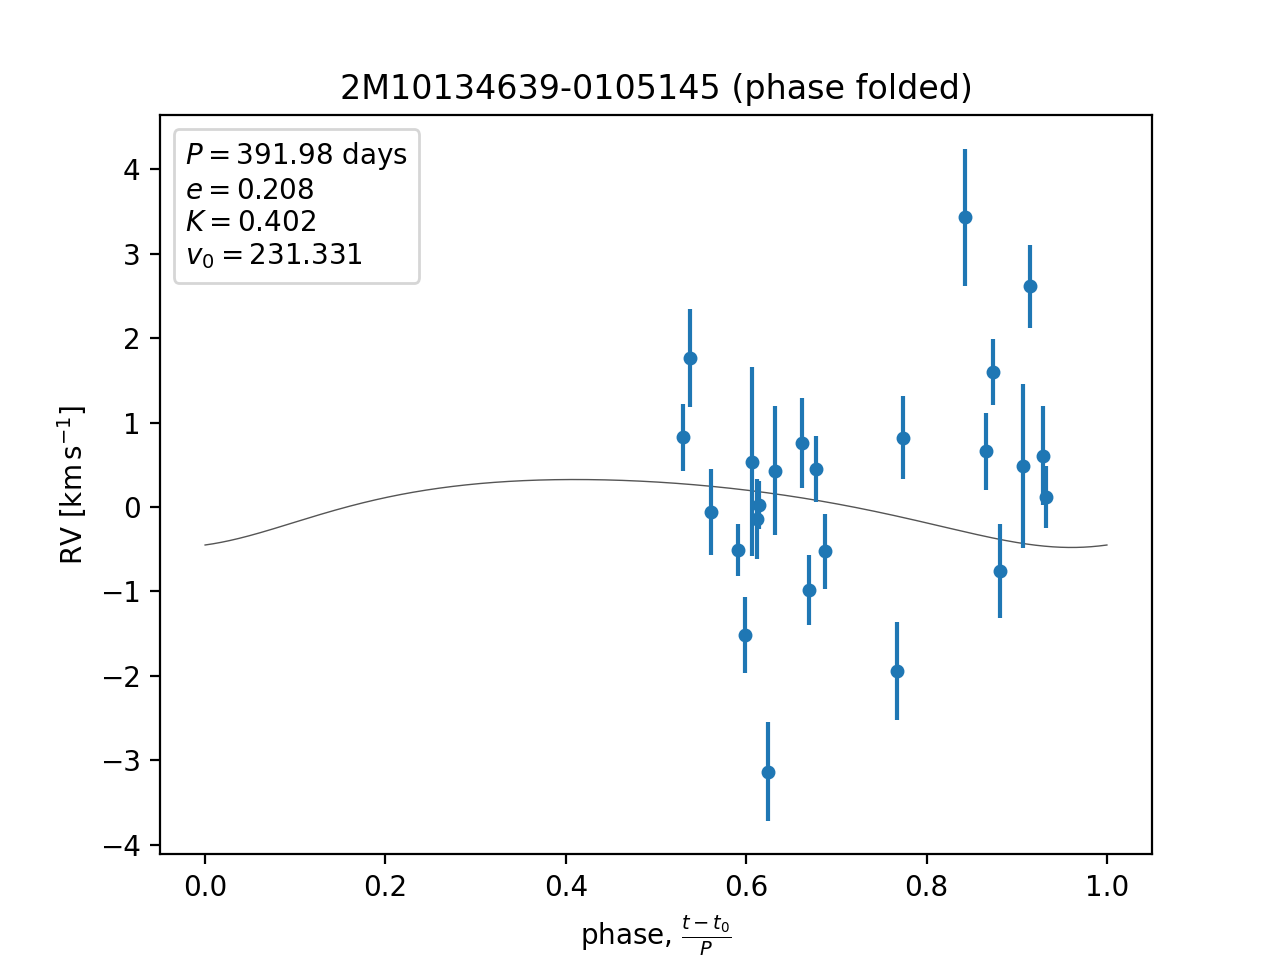 2M10134639-0105145 (phase folded)
P = 391.98 days
e = 0.208
K = 0.402
v₀ = 231.331
4
3
2
1
0
−1
−2
−3
−4
RV [km s⁻¹]
0.0 0.2 0.4 0.6 0.8 1.0
phase, (t − t₀)/P